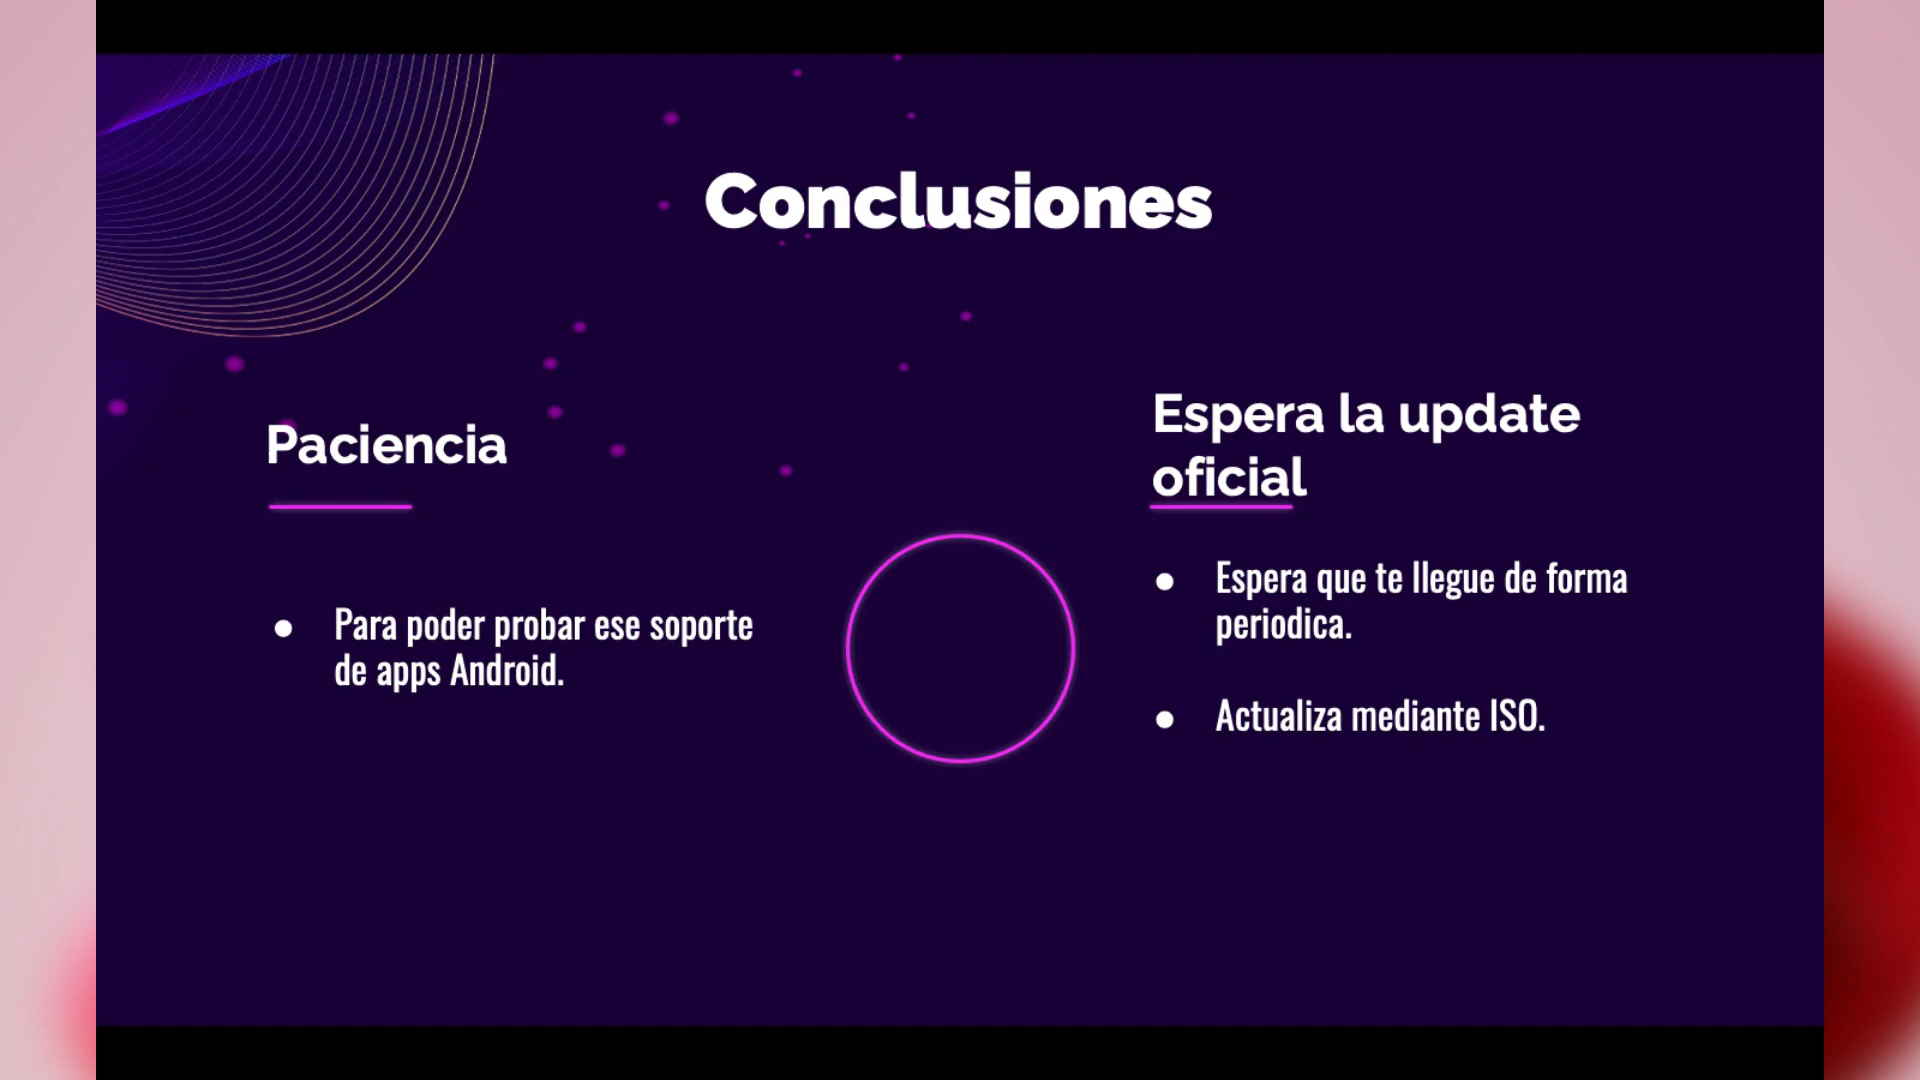 Conclusiones
Paciencia
● Para poder probar ese soporte
de apps Android.
Espera la update
oficial
● Espera que te llegue de forma
periodica.
● Actualiza mediante ISO.